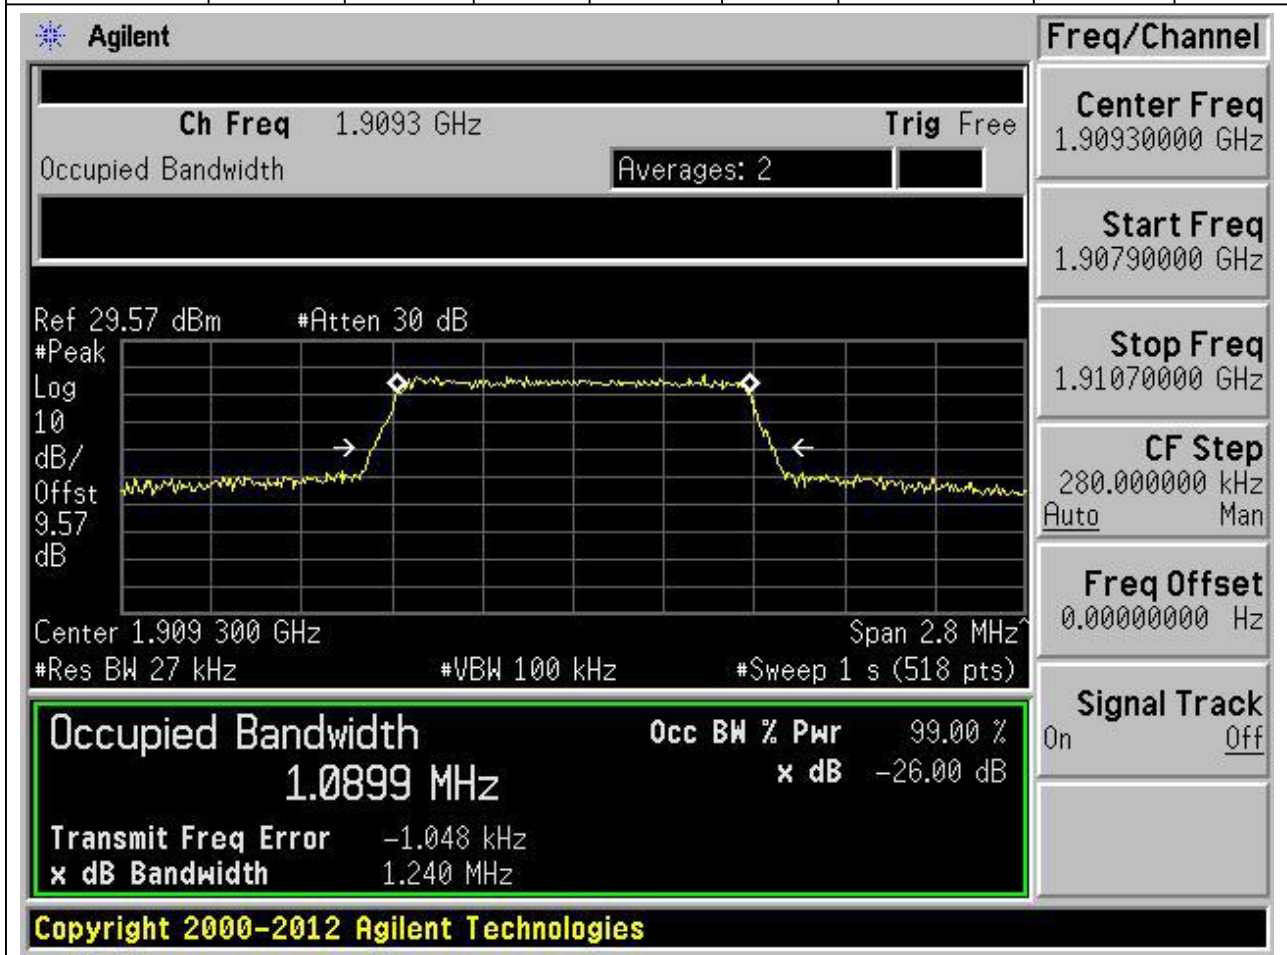 Agilent
Freq/Channel
Ch Freq 1.9093 GHz Trig Free
Occupied Bandwidth Averages: 2
Center Freq
1.90930000 GHz
Start Freq
1.90790000 GHz
Stop Freq
1.91070000 GHz
CF Step
280.000000 kHz
Auto Man
Freq Offset
0.00000000 Hz
Signal Track
On Off
Ref 29.57 dBm #Atten 30 dB
#Peak
Log
10
dB/
Offst
9.57
dB
Center 1.909 300 GHz Span 2.8 MHz^
#Res BW 27 kHz #VBW 100 kHz #Sweep 1 s (518 pts)
Occupied Bandwidth Occ BW % Pwr 99.00 %
1.0899 MHz x dB -26.00 dB
Transmit Freq Error -1.048 kHz
x dB Bandwidth 1.240 MHz
Copyright 2000-2012 Agilent Technologies